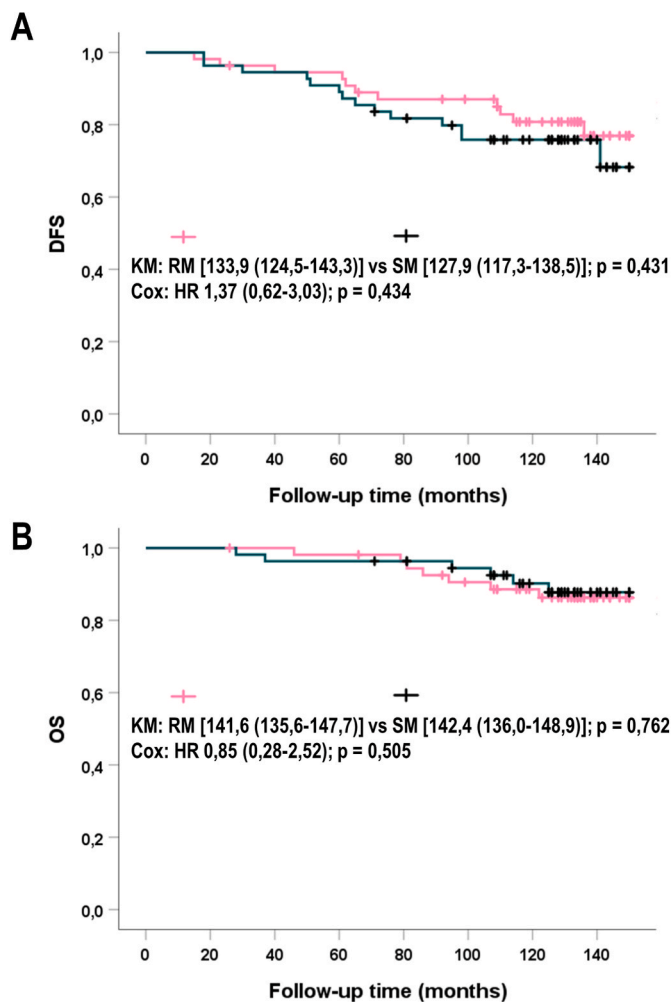 A
1,0
0,8
0,6
0,4
0,2
0,0
DFS
KM: RM [133,9 (124,5-143,3)] vs SM [127,9 (117,3-138,5)]; p = 0,431
Cox: HR 1,37 (0,62-3,03); p = 0,434
0 20 40 60 80 100 120 140
Follow-up time (months)
B
1,0
0,8
0,6
0,4
0,2
0,0
OS
KM: RM [141,6 (135,6-147,7)] vs SM [142,4 (136,0-148,9)]; p = 0,762
Cox: HR 0,85 (0,28-2,52); p = 0,505
0 20 40 60 80 100 120 140
Follow-up time (months)